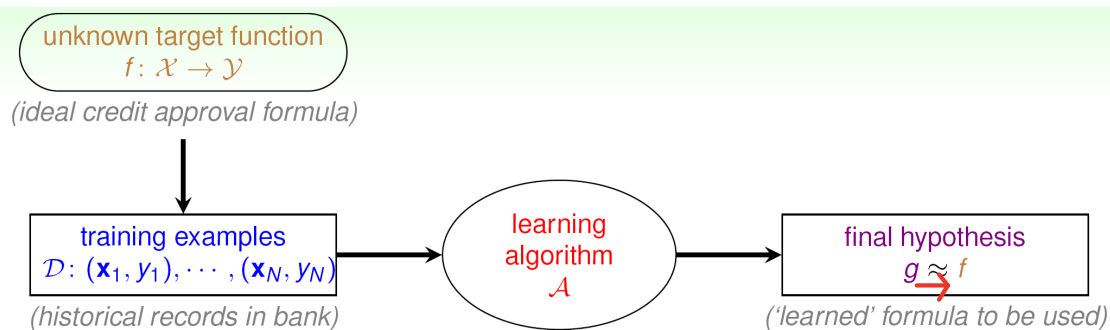 unknown target function
f: 𝒳 → 𝒴
(ideal credit approval formula)
training examples
𝒟: (𝐱₁, y₁), ⋯ , (𝐱_N, y_N)
(historical records in bank)
learning
algorithm
𝒜
final hypothesis
g ≈ f
(‘learned’ formula to be used)